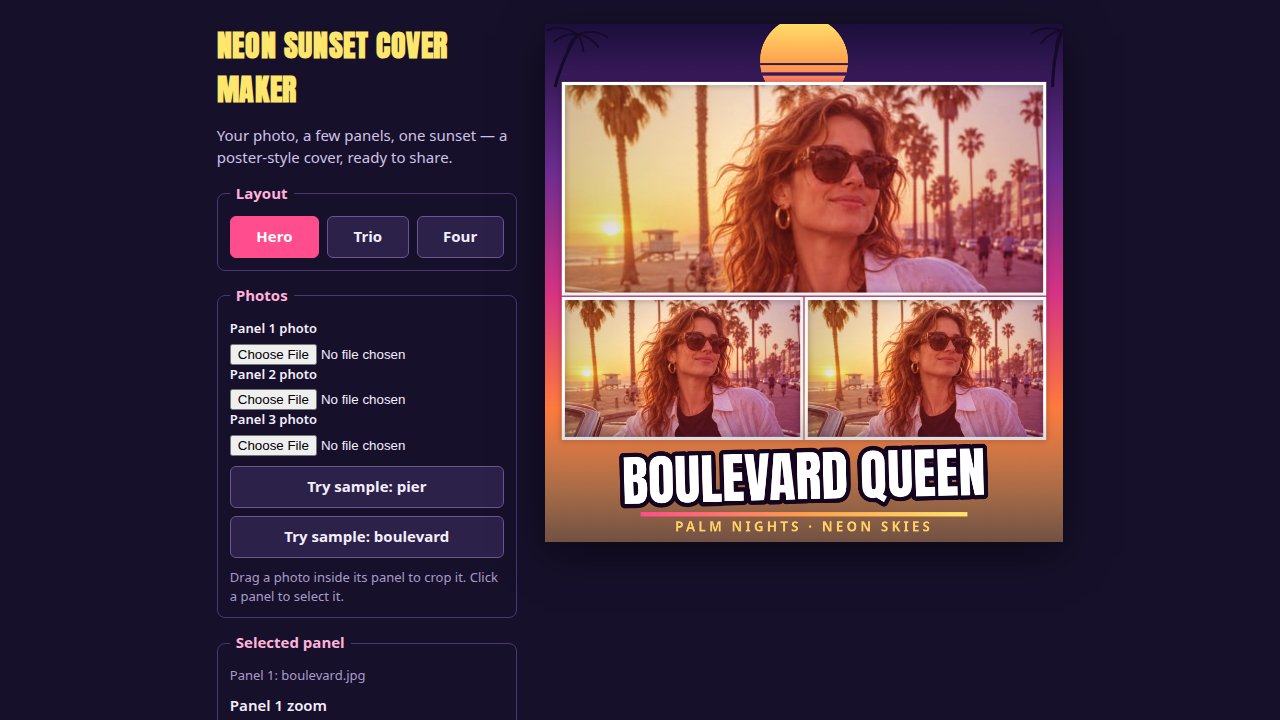 NEON SUNSET COVER
MAKER
Your photo, a few panels, one sunset — a
poster-style cover, ready to share.
Layout
Hero
Trio
Four
Photos
Panel 1 photo
Choose File No file chosen
Panel 2 photo
Choose File No file chosen
Panel 3 photo
Choose File No file chosen
Try sample: pier
Try sample: boulevard
Drag a photo inside its panel to crop it. Click
a panel to select it.
Selected panel
Panel 1: boulevard.jpg
Panel 1 zoom
BOULEVARD QUEEN
PALM NIGHTS · NEON SKIES